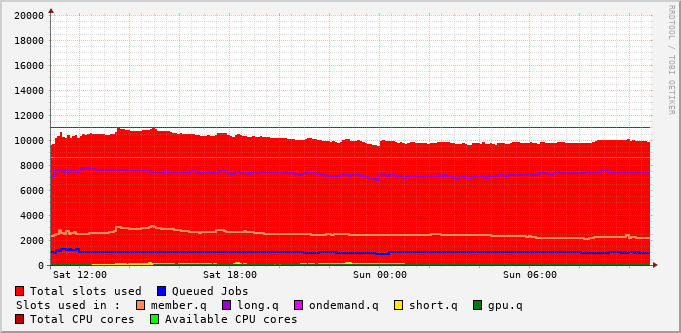 20000
18000
16000
14000
12000
10000
8000
6000
4000
2000
0
Sat 12:00 Sat 18:00 Sun 00:00 Sun 06:00
RRDTOOL / TOBI OETIKER
Total slots used Queued Jobs
Slots used in : member.q long.q ondemand.q short.q gpu.q
Total CPU cores Available CPU cores